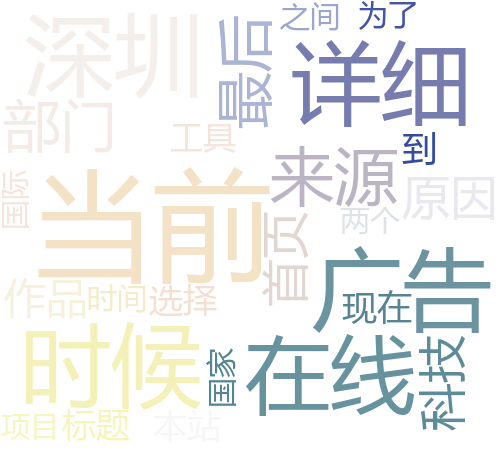 之间
为了
深圳
最后
详细
部门
工具
到
来源
原因
国际
当前
首页
两个
广告
作品
时间
选择
现在
时候
国家
在线
科技
项目
标题
本站